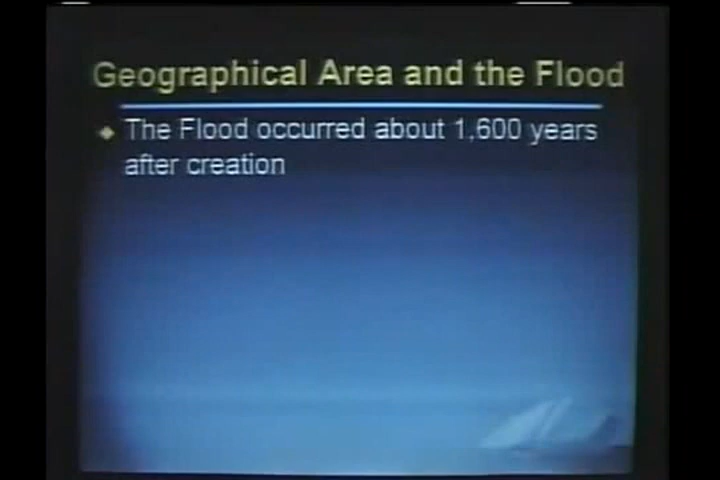 Geographical Area and the Flood
The Flood occurred about 1,600 years
after creation